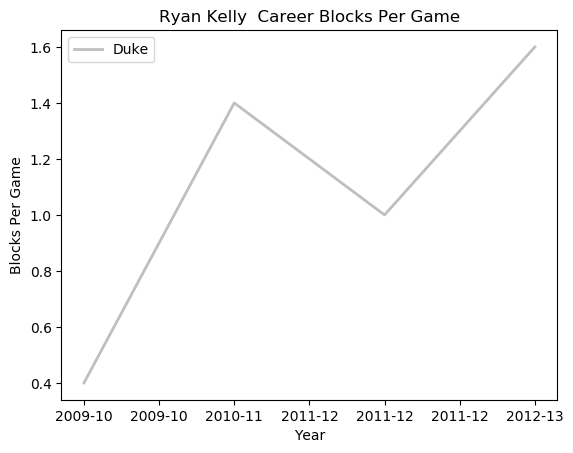 Ryan Kelly  Career Blocks Per Game
Duke
1.6
1.4
1.2
1.0
0.8
0.6
0.4
Blocks Per Game
2009-10 2009-10 2010-11 2011-12 2011-12 2011-12 2012-13
Year